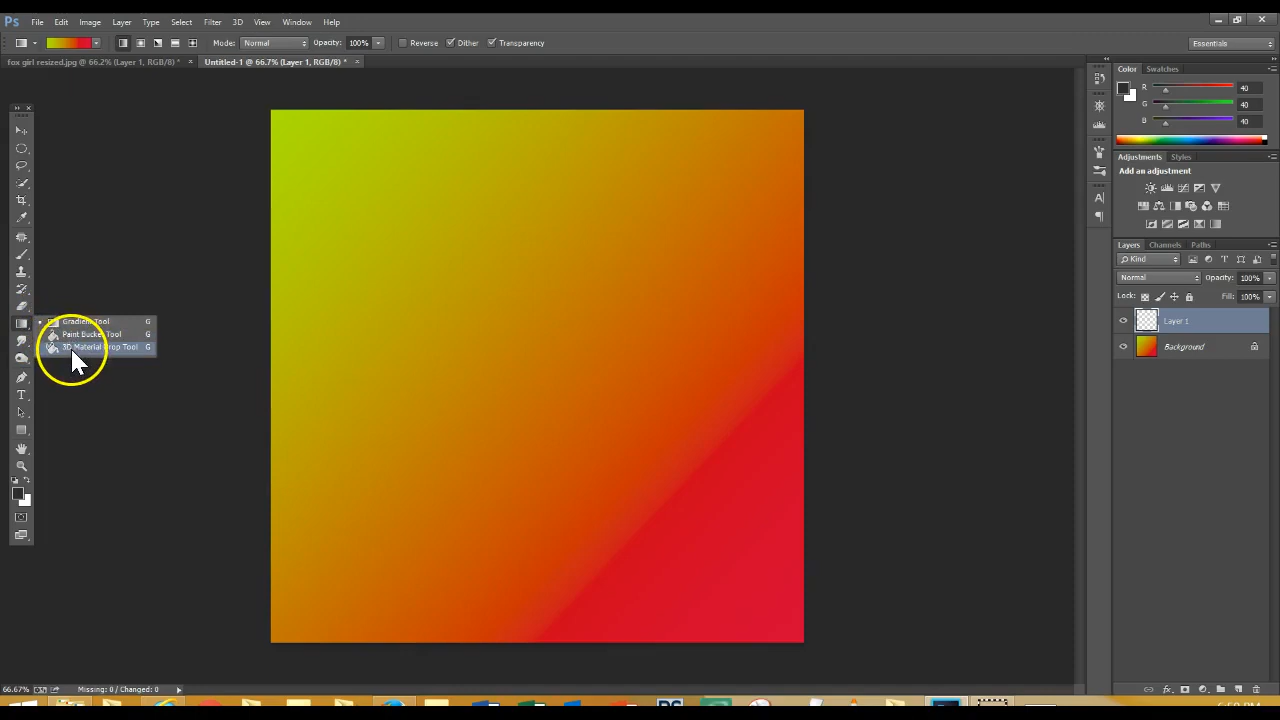 Ps File Edit Image Layer Type Select Filter 3D View Window Help
Mode: Normal Opacity: 100% Reverse Dither Transparency Essentials
fox girl resized.jpg @ 66.2% (Layer 1, RGB/8) * × Untitled-1 @ 66.7% (Layer 1, RGB/8) * ×
Color Swatches
R 40
G 40
B 40
Adjustments Styles
Add an adjustment
Layers Channels Paths
Kind
Normal Opacity: 100%
Lock: Fill: 100%
Layer 1
Background
Gradient Tool G
Paint Bucket Tool G
3D Material Drop Tool G
66.67% Missing: 0 / Changed: 0